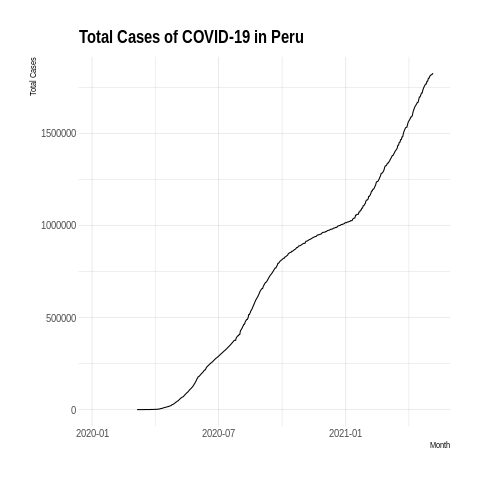 Total Cases of COVID-19 in Peru
Total Cases
1500000
1000000
500000
0
2020-01 2020-07 2021-01
Month